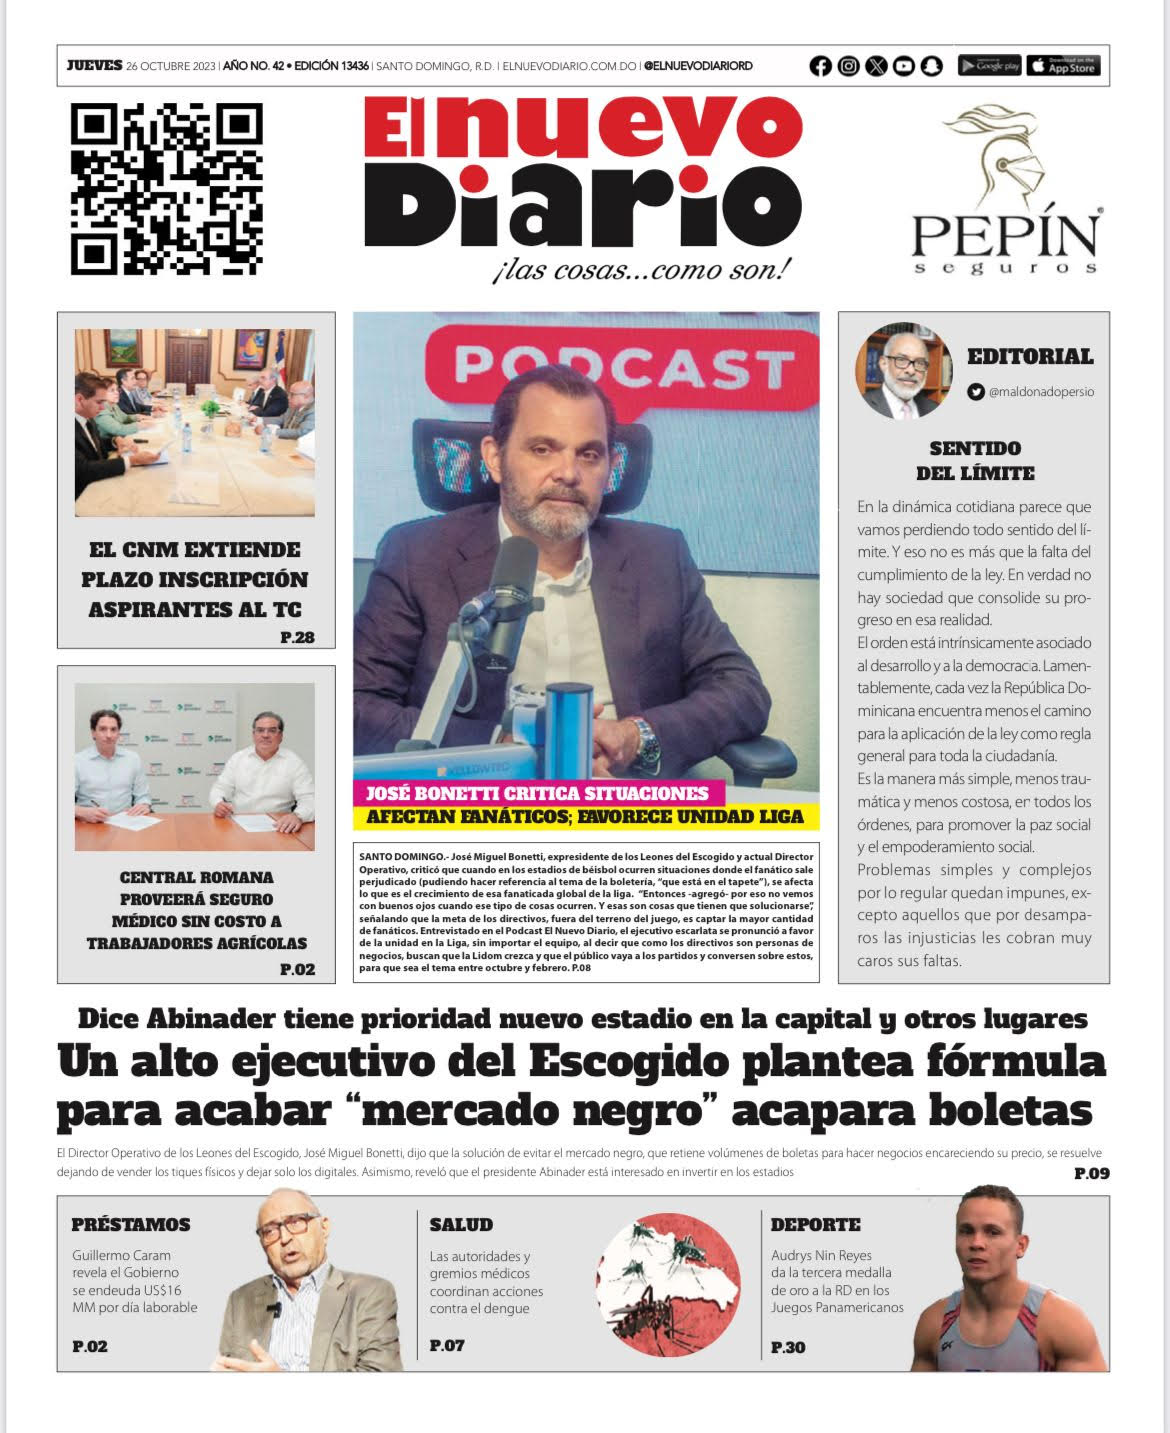 JUEVES 26 OCTUBRE 2023 | AÑO NO. 42 • EDICIÓN 13436 | SANTO DOMINGO, R.D. | ELNUEVODIARIO.COM.DO | @ELNUEVODIARIORD
Google play
Download on the
App Store
El nuevo
Diario
¡las cosas...como son!
PEPÍN®
seguros
EL CNM EXTIENDE
PLAZO INSCRIPCIÓN
ASPIRANTES AL TC
P.28
CENTRAL ROMANA
PROVEERÁ SEGURO
MÉDICO SIN COSTO A
TRABAJADORES AGRÍCOLAS
P.02
PODCAST
JOSÉ BONETTI CRITICA SITUACIONES
AFECTAN FANÁTICOS; FAVORECE UNIDAD LIGA
SANTO DOMINGO.- José Miguel Bonetti, expresidente de los Leones del Escogido y actual Director
Operativo, criticó que cuando en los estadios de béisbol ocurren situaciones donde el fanático sale
perjudicado (pudiendo hacer referencia al tema de la boletería, "que está en el tapete"), se afecta
lo que es el crecimiento de esa fanaticada global de la liga. "Entonces -agregó- por eso no vemos
con buenos ojos cuando ese tipo de cosas ocurren. Y esas son cosas que tienen que solucionarse",
señalando que la meta de los directivos, fuera del terreno del juego, es captar la mayor cantidad
de fanáticos. Entrevistado en el Podcast El Nuevo Diario, el ejecutivo escarlata se pronunció a favor
de la unidad en la Liga, sin importar el equipo, al decir que como los directivos son personas de
negocios, buscan que la Lidom crezca y que el público vaya a los partidos y conversen sobre estos,
para que sea el tema entre octubre y febrero. P.08
EDITORIAL
@maldonadopersio
SENTIDO
DEL LÍMITE
En la dinámica cotidiana parece que
vamos perdiendo todo sentido del lí-
mite. Y eso no es más que la falta del
cumplimiento de la ley. En verdad no
hay sociedad que consolide su pro-
greso en esa realidad.
El orden está intrínsicamente asociado
al desarrollo y a la democracia. Lamen-
tablemente, cada vez la República Do-
minicana encuentra menos el camino
para la aplicación de la ley como regla
general para toda la ciudadanía.
Es la manera más simple, menos trau-
mática y menos costosa, en todos los
órdenes, para promover la paz social
y el empoderamiento social.
Problemas simples y complejos
por lo regular quedan impunes, ex-
cepto aquellos que por desampa-
ros las injusticias les cobran muy
caros sus faltas.
Dice Abinader tiene prioridad nuevo estadio en la capital y otros lugares
Un alto ejecutivo del Escogido plantea fórmula
para acabar "mercado negro" acapara boletas
El Director Operativo de los Leones del Escogido, José Miguel Bonetti, dijo que la solución de evitar el mercado negro, que retiene volúmenes de boletas para hacer negocios encareciendo su precio, se resuelve
dejando de vender los tiques físicos y dejar solo los digitales. Asimismo, reveló que el presidente Abinader está interesado en invertir en los estadios
P.09
PRÉSTAMOS
Guillermo Caram
revela el Gobierno
se endeuda US$16
MM por día laborable
P.02
SALUD
Las autoridades y
gremios médicos
coordinan acciones
contra el dengue
P.07
DEPORTE
Audrys Nin Reyes
da la tercera medalla
de oro a la RD en los
Juegos Panamericanos
P.30